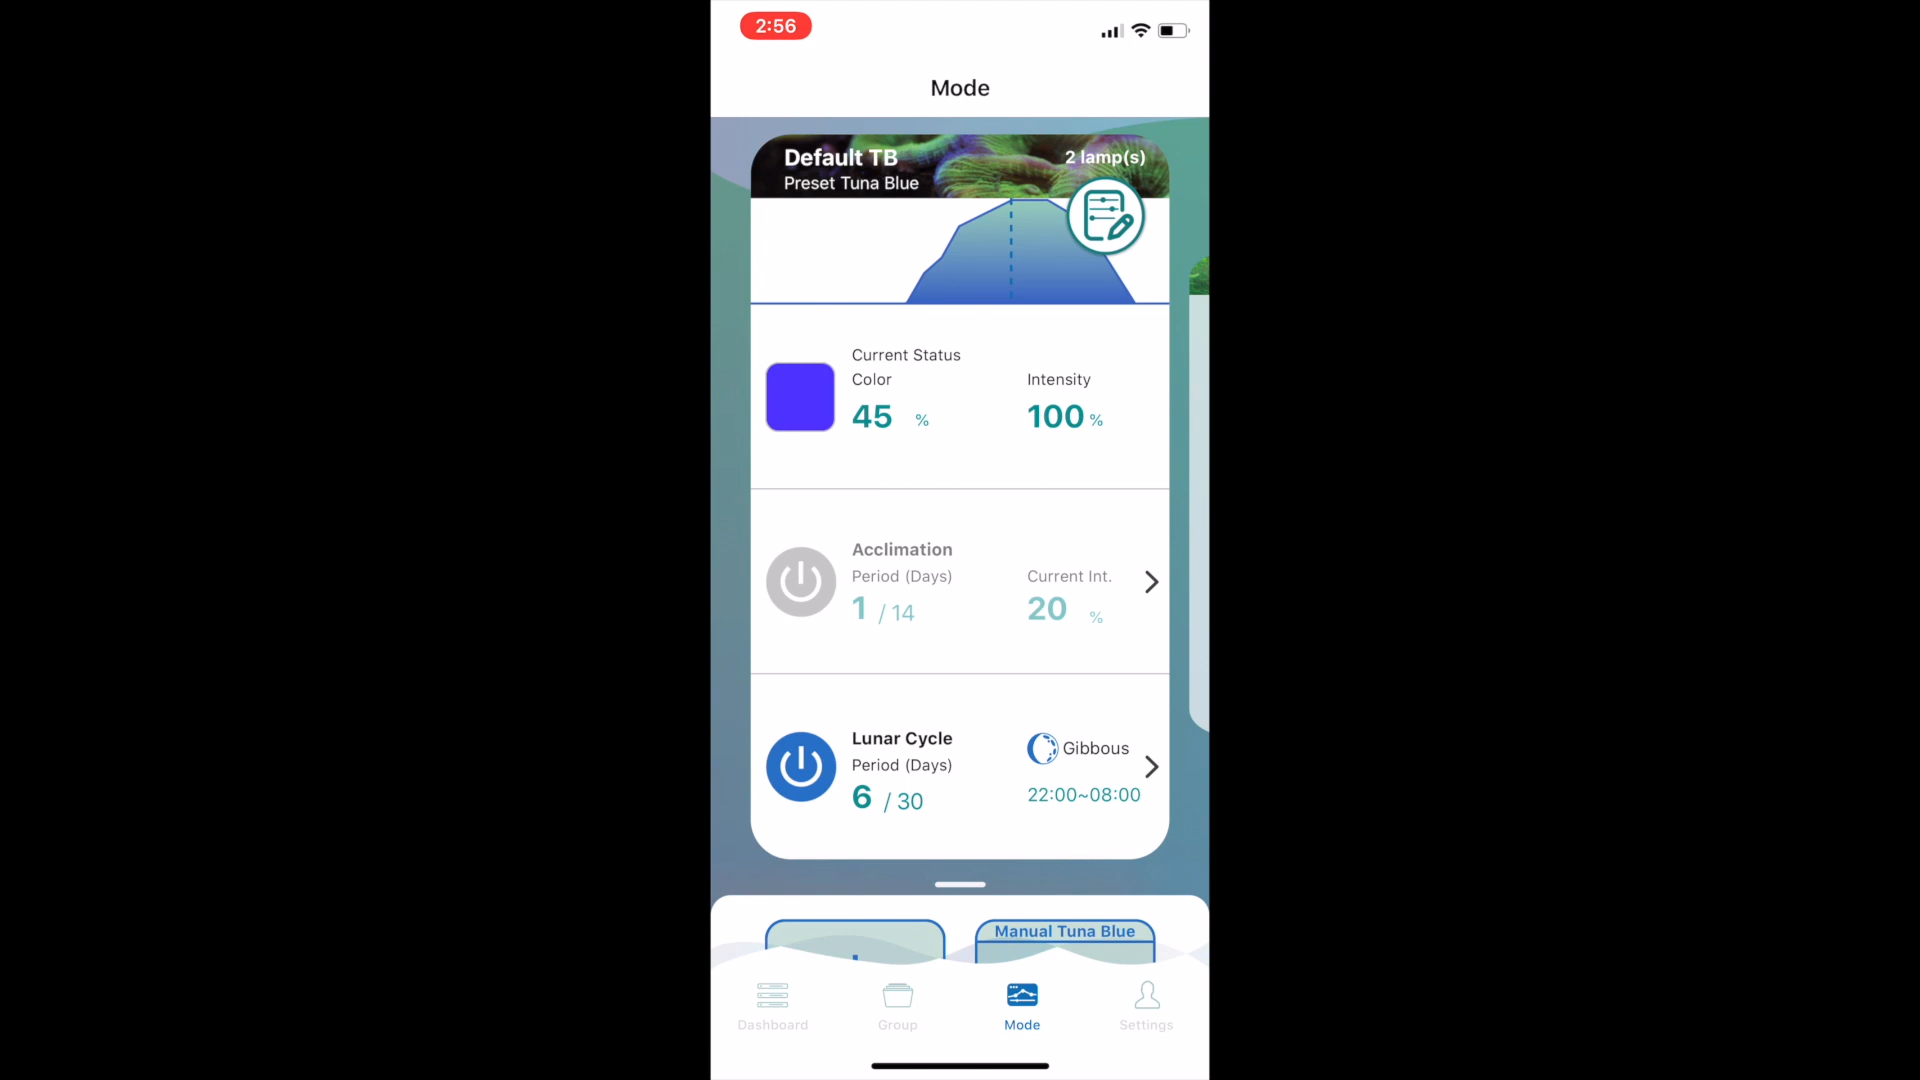 2:56
Mode
Default TB
2 lamp(s)
Preset Tuna Blue
Current Status
Color
Intensity
45 %
100 %
Acclimation
Period (Days)
Current Int.
1 / 14
20 %
Lunar Cycle
Gibbous
Period (Days)
6 / 30
22:00~08:00
Manual Tuna Blue
Dashboard
Group
Mode
Settings